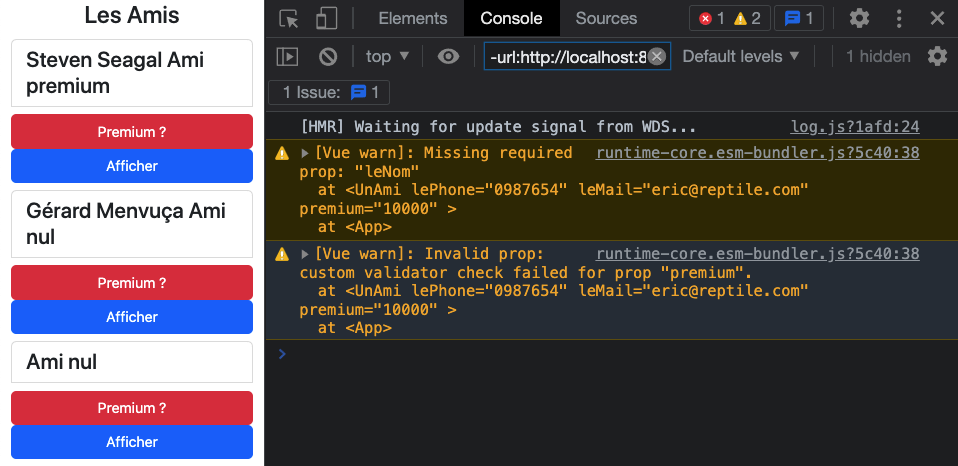 Les Amis
Steven Seagal Ami
premium
Premium ?
Afficher
Gérard Menvuça Ami
nul
Premium ?
Afficher
Ami nul
Premium ?
Afficher
Elements Console Sources 1 2 1
top -url:http://localhost:8 Default levels 1 hidden
1 Issue: 1
[HMR] Waiting for update signal from WDS... log.js?1afd:24
[Vue warn]: Missing required runtime-core.esm-bundler.js?5c40:38
prop: "leNom"
at <UnAmi lePhone="0987654" leMail="eric@reptile.com"
premium="10000" >
at <App>
[Vue warn]: Invalid prop: runtime-core.esm-bundler.js?5c40:38
custom validator check failed for prop "premium".
at <UnAmi lePhone="0987654" leMail="eric@reptile.com"
premium="10000" >
at <App>